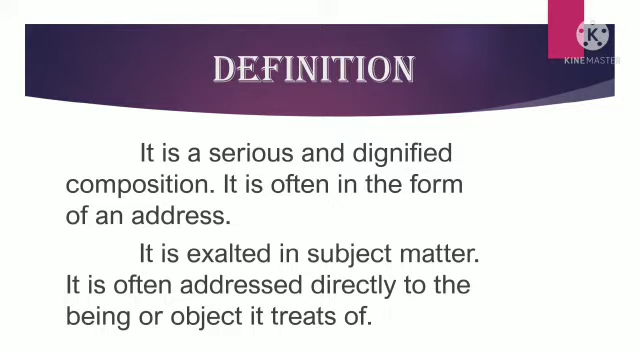 KINEMASTER
DEFINITION
It is a serious and dignified
composition. It is often in the form
of an address.
It is exalted in subject matter.
It is often addressed directly to the
being or object it treats of.